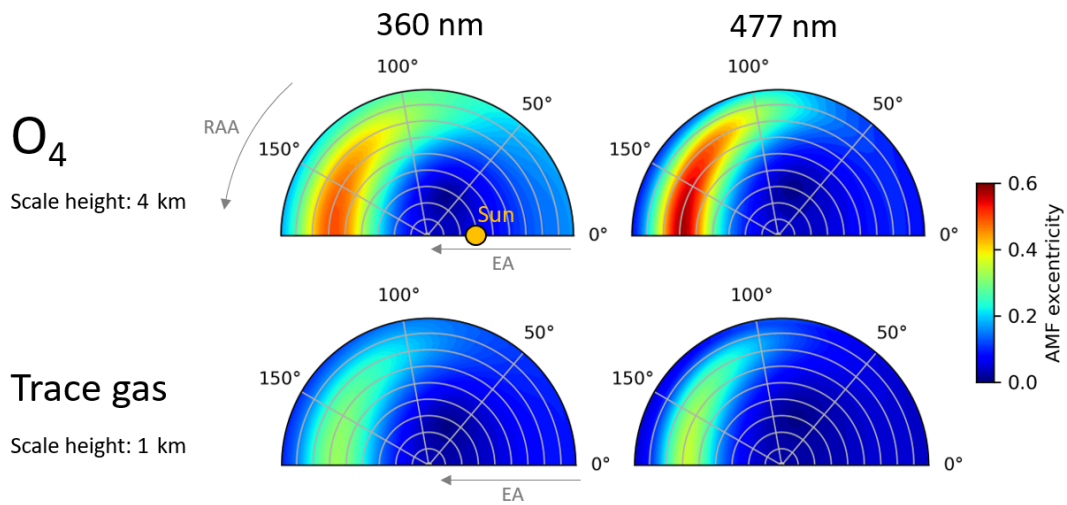 360 nm
477 nm
100°
100°
50°
50°
RAA
O4
150°
150°
Scale height: 4 km
Sun
0°
0°
EA
0.6
0.4
0.2
0.0
AMF excentricity
100°
100°
50°
50°
150°
150°
Trace gas
Scale height: 1 km
0°
0°
EA